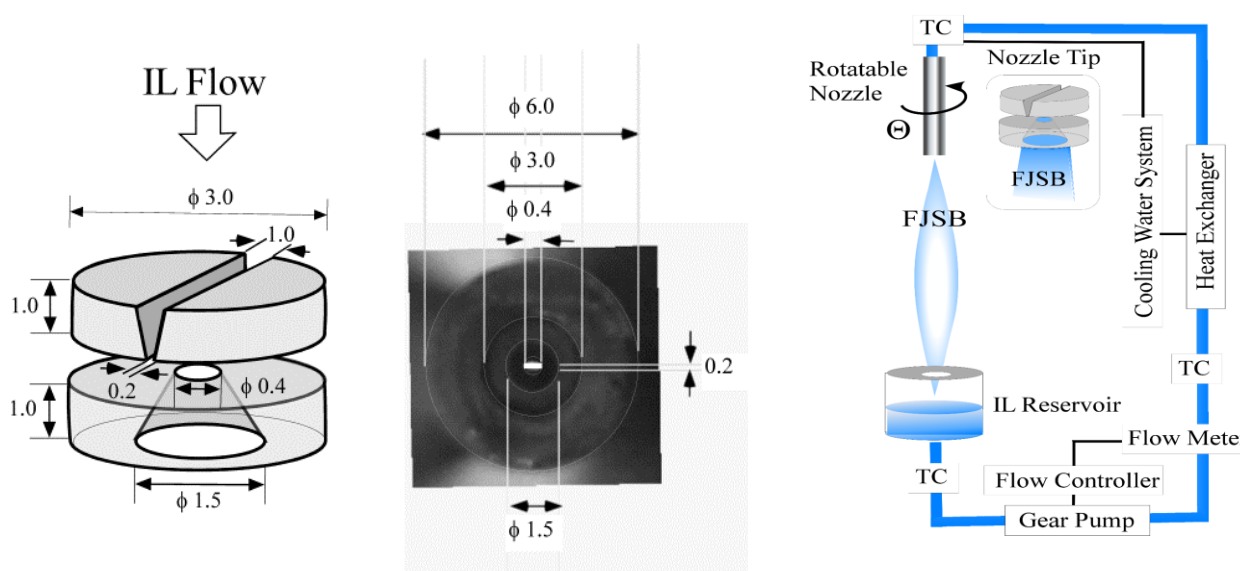 IL Flow
ϕ 3.0
1.0
1.0
0.2
ϕ 0.4
1.0
ϕ 1.5
ϕ 6.0
ϕ 3.0
ϕ 0.4
0.2
ϕ 1.5
TC
Rotatable
Nozzle
Θ
Nozzle Tip
FJSB
FJSB
Cooling Water System
Heat Exchanger
TC
IL Reservoir
Flow Mete
TC
Flow Controller
Gear Pump